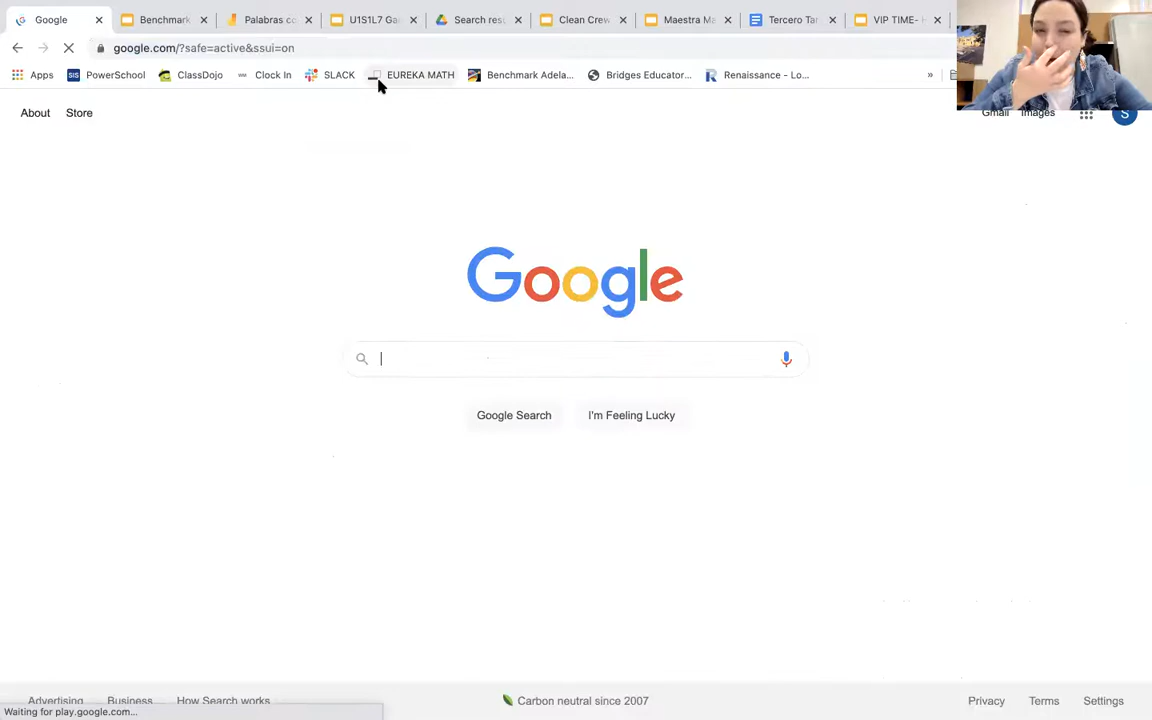 Google
Benchmark
Palabras co
U1S1L7 Ga
Search res
Clean Crew
Maestra Ma
Tercero Tar
VIP TIME-
google.com/?safe=active&ssui=on
Apps
SIS PowerSchool
ClassDojo
Clock In
SLACK
EUREKA MATH
Benchmark Adela...
Bridges Educator...
R Renaissance - Lo...
»
About
Store
Gmail
Images
S
Google
Google Search
I'm Feeling Lucky
Advertising
Business
How Search works
Carbon neutral since 2007
Privacy
Terms
Settings
Waiting for play.google.com...